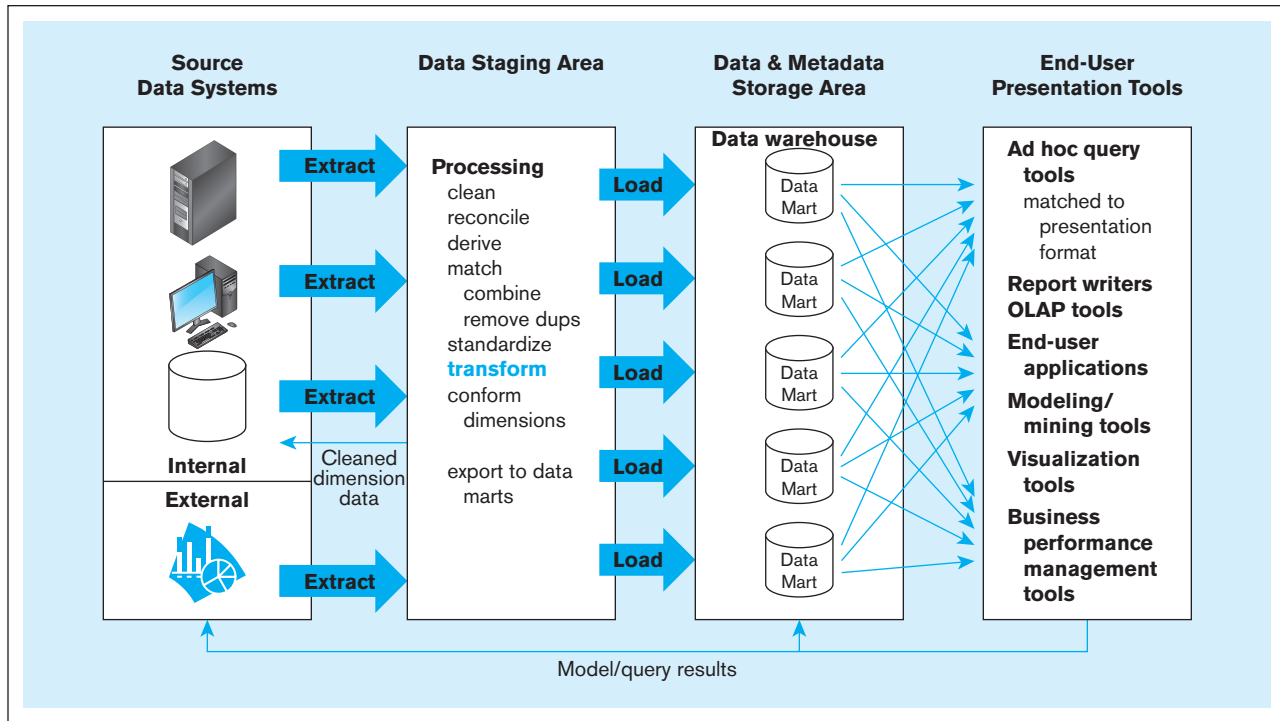 Source
Data Systems
Data Staging Area
Data & Metadata
Storage Area
End-User
Presentation Tools
Extract
Extract
Extract
Cleaned
dimension
data
Internal
External
Extract
Processing
clean
reconcile
derive
match
combine
remove dups
standardize
transform
conform
dimensions
export to data
marts
Load
Load
Load
Load
Load
Data warehouse
Data
Mart
Data
Mart
Data
Mart
Data
Mart
Data
Mart
Ad hoc query
tools
matched to
presentation
format
Report writers
OLAP tools
End-user
applications
Modeling/
mining tools
Visualization
tools
Business
performance
management
tools
Model/query results